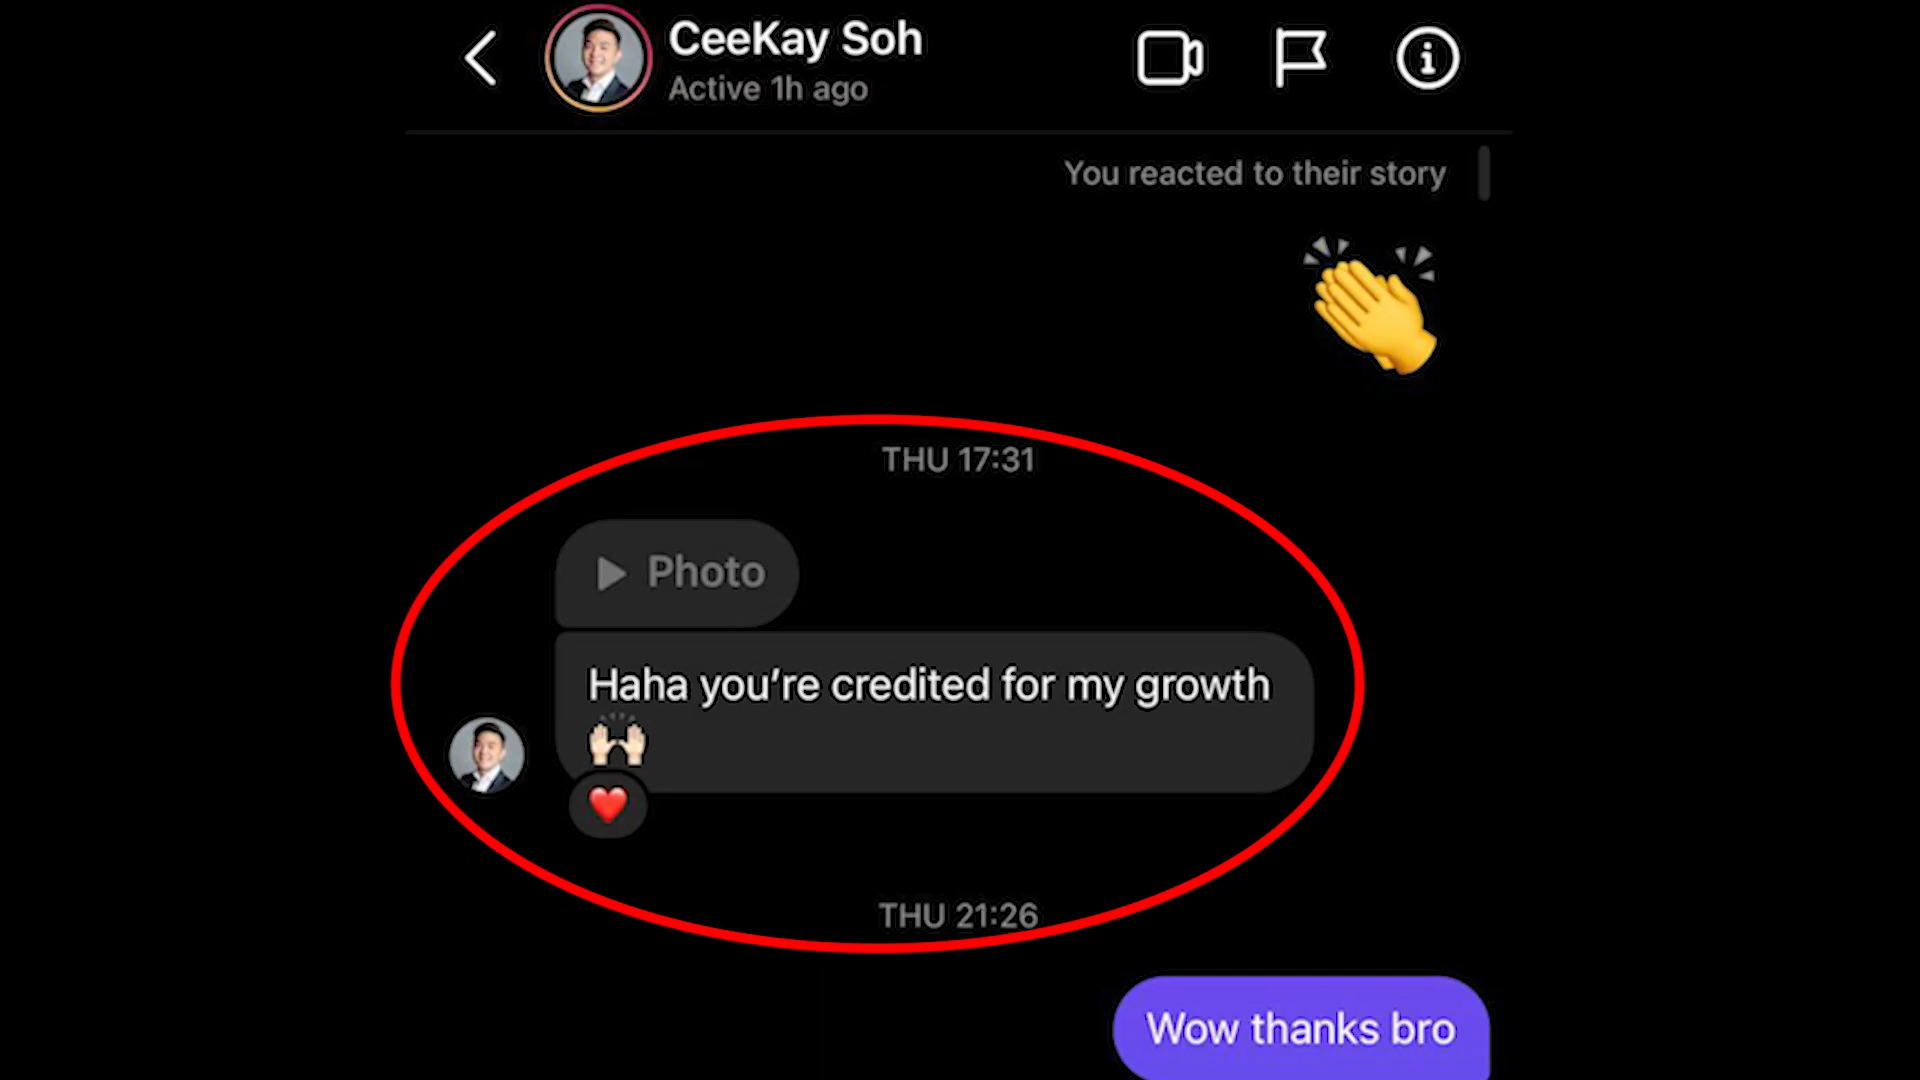 CeeKay Soh
Active 1h ago
You reacted to their story
👏
THU 17:31
Photo
Haha you're credited for my growth
🙌🏻
❤️
THU 21:26
Wow thanks bro